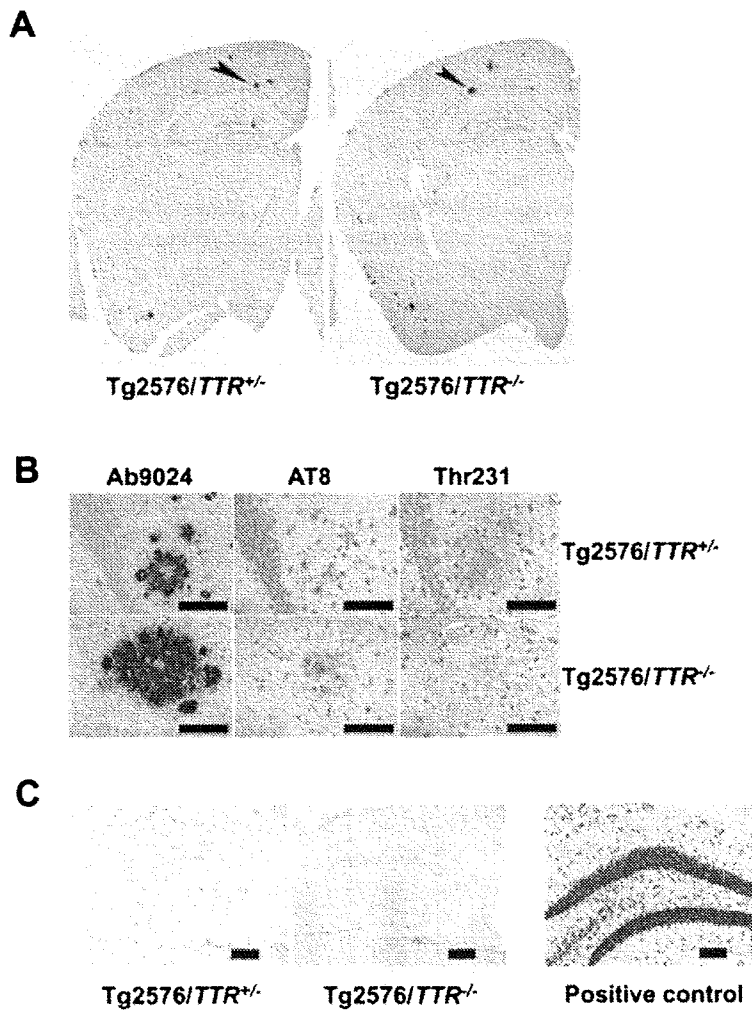 A
Tg2576/TTR+/- Tg2576/TTR-/-
B
Ab9024 AT8 Thr231
Tg2576/TTR+/-
Tg2576/TTR-/-
C
Tg2576/TTR+/- Tg2576/TTR-/- Positive control